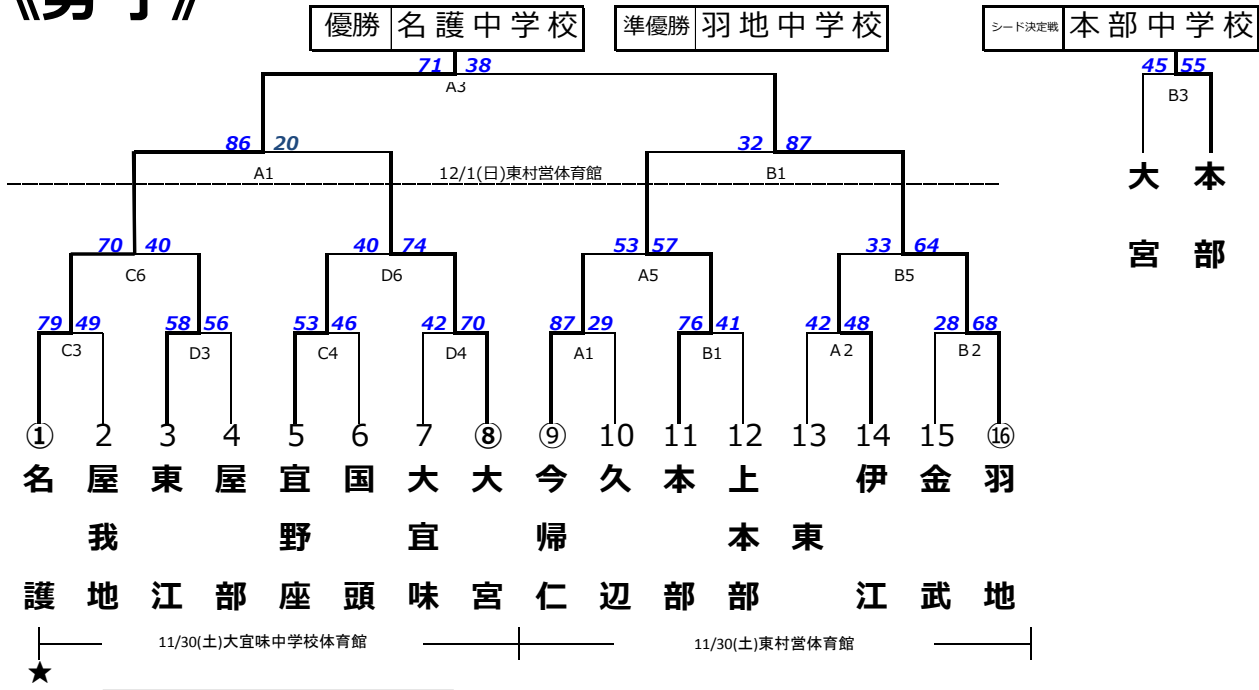 《男子》
優勝 名護中学校 準優勝 羽地中学校 シード決定戦 本部中学校
71 38 45 55
A3 B3
86 20 32 87
A1 12/1(日)東村営体育館 B1
大宮 本部
70 40 40 74 53 57 33 64
C6 D6 A5 B5
79 49 58 56 53 46 42 70 87 29 76 41 42 48 28 68
C3 D3 C4 D4 A1 B1 A2 B2
① 2 3 4 5 6 7 ⑧ ⑨ 10 11 12 13 14 15 ⑯
名護 屋我地 東江 屋部 宜野座 国頭 大宜味 大宮 今帰仁 久辺 本部 上本部 東 伊江 金武 羽地
11/30(土)大宜味中学校体育館 11/30(土)東村営体育館
★